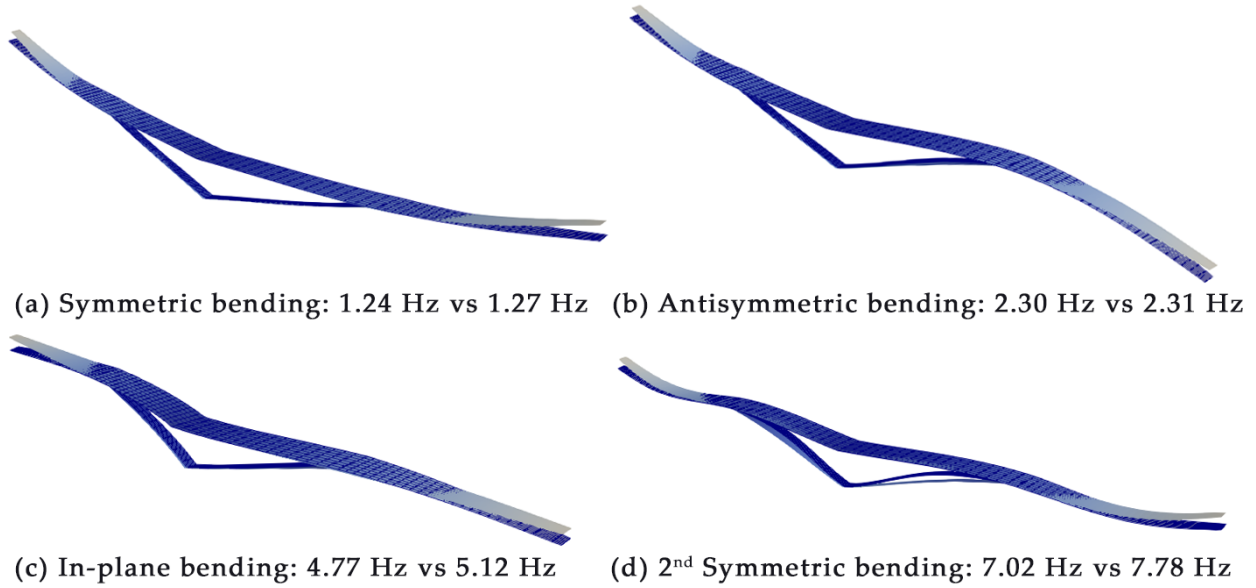 (a) Symmetric bending: 1.24 Hz vs 1.27 Hz
(b) Antisymmetric bending: 2.30 Hz vs 2.31 Hz
(c) In-plane bending: 4.77 Hz vs 5.12 Hz
(d) 2nd Symmetric bending: 7.02 Hz vs 7.78 Hz